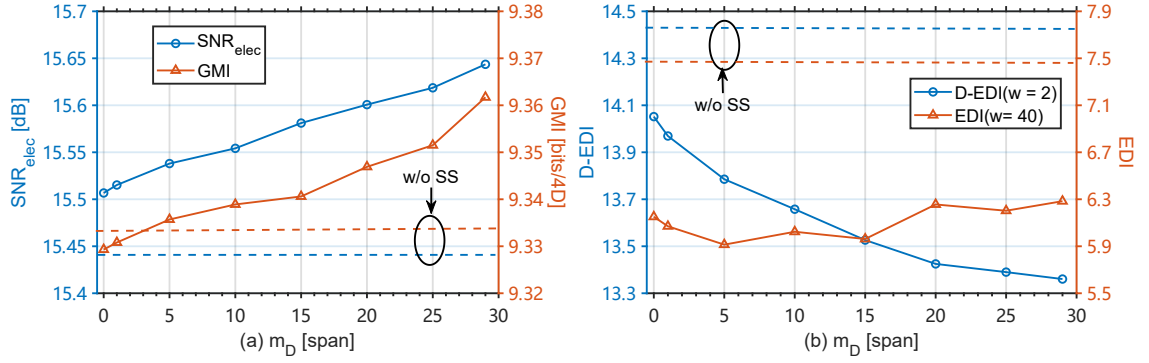 15.7
15.65
15.6
15.55
15.5
15.45
15.4
SNR_elec [dB]
SNR_elec
GMI
w/o SS
9.38
9.37
9.36
9.35
9.34
9.33
9.32
GMI [bits/4D]
0 5 10 15 20 25 30
(a) m_D [span]
14.5
14.3
14.1
13.9
13.7
13.5
13.3
D-EDI
w/o SS
D-EDI(w = 2)
EDI(w= 40)
7.9
7.5
7.1
6.7
6.3
5.9
5.5
EDI
0 5 10 15 20 25 30
(b) m_D [span]